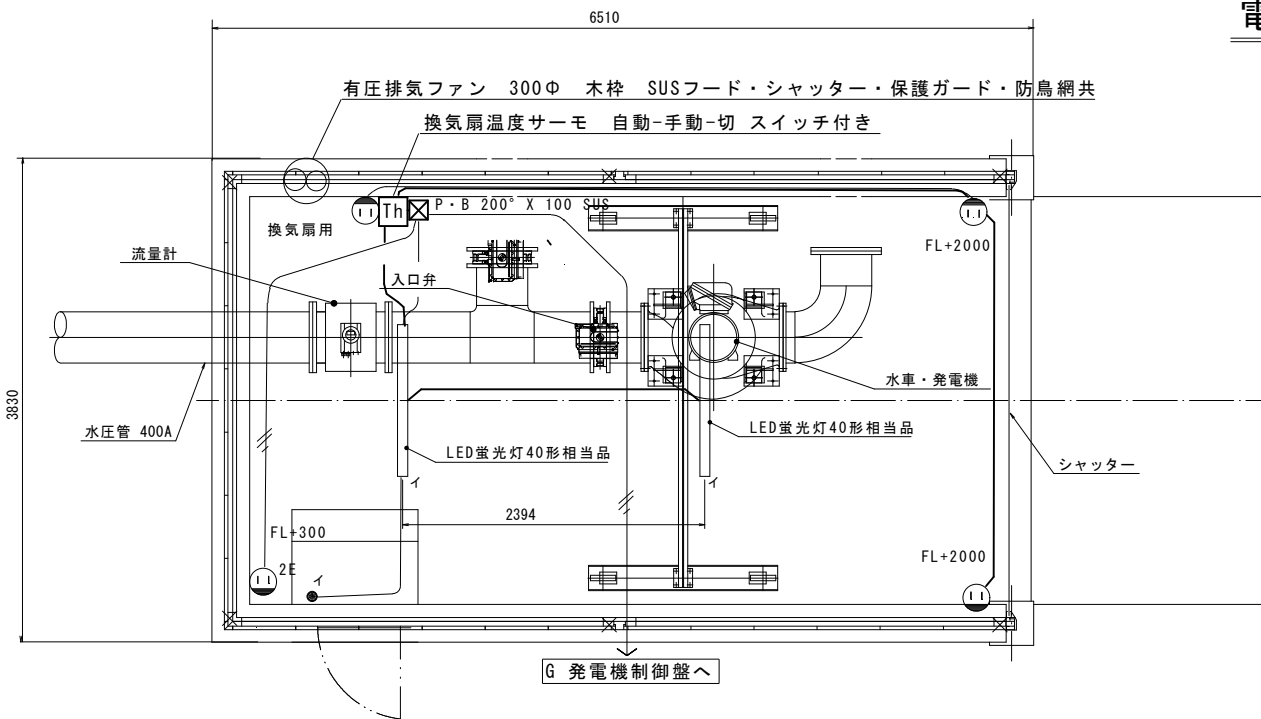 6510
電
有圧排気ファン 300Φ 木枠 SUSフード・シャッター・保護ガード・防鳥網共
換気扇温度サーモ 自動-手動-切 スイッチ付き
Th
P・B 200° X 100 SUS
換気扇用
FL+2000
流量計
入口弁
3830
水車・発電機
水圧管 400A
LED蛍光灯40形相当品
LED蛍光灯40形相当品
シャッター
イ
イ
2394
FL+300
FL+2000
2E
イ
G 発電機制御盤へ